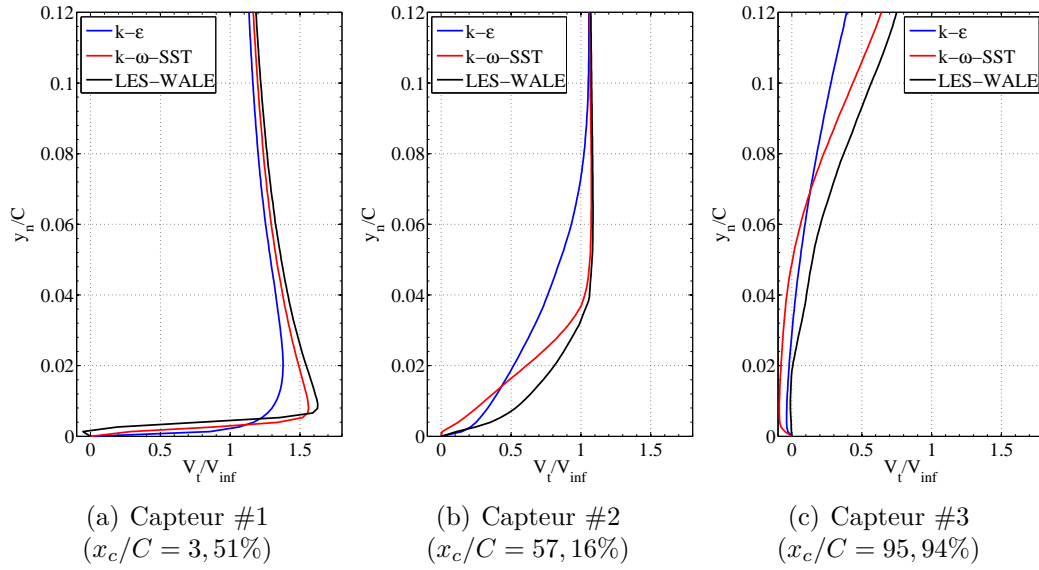 0.12
0.1
0.08
0.06
0.04
0.02
0
y_n/C
k−ε
k−ω−SST
LES−WALE
0 0.5 1 1.5
V_t/V_inf
(a) Capteur #1
(x_c/C = 3, 51%)
0.12
0.1
0.08
0.06
0.04
0.02
0
y_n/C
k−ε
k−ω−SST
LES−WALE
0 0.5 1 1.5
V_t/V_inf
(b) Capteur #2
(x_c/C = 57, 16%)
0.12
0.1
0.08
0.06
0.04
0.02
0
y_n/C
k−ε
k−ω−SST
LES−WALE
0 0.5 1 1.5
V_t/V_inf
(c) Capteur #3
(x_c/C = 95, 94%)